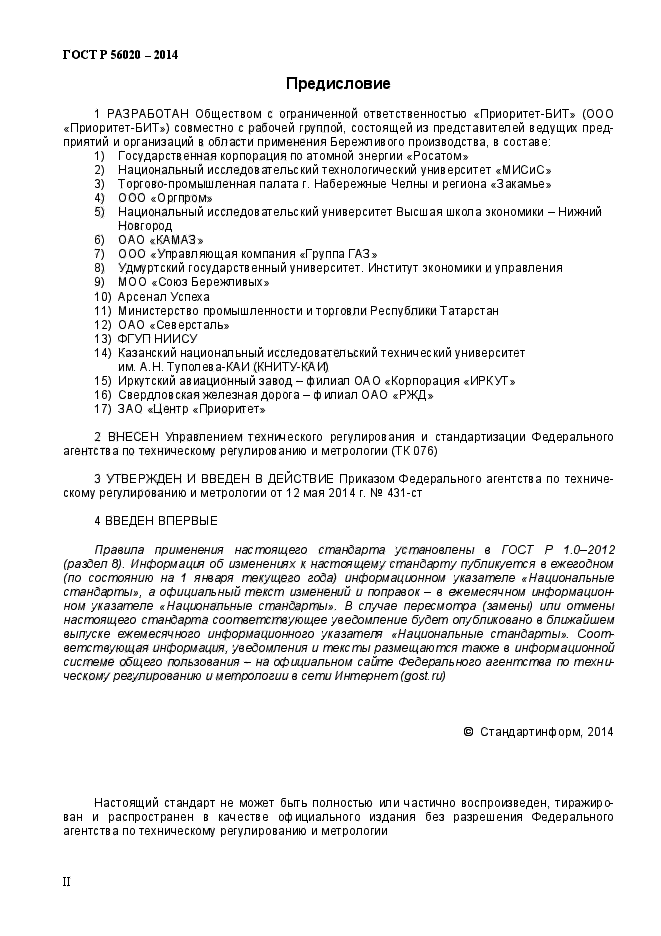 ГОСТ Р 56020 – 2014
Предисловие
1 РАЗРАБОТАН Обществом с ограниченной ответственностью «Приоритет-БИТ» (ООО
«Приоритет-БИТ») совместно с рабочей группой, состоящей из представителей ведущих пред-
приятий и организаций в области применения Бережливого производства, в составе:
1) Государственная корпорация по атомной энергии «Росатом»
2) Национальный исследовательский технологический университет «МИСиС»
3) Торгово-промышленная палата г. Набережные Челны и региона «Закамье»
4) ООО «Оргпром»
5) Национальный исследовательский университет Высшая школа экономики – Нижний
Новгород
6) ОАО «КАМАЗ»
7) ООО «Управляющая компания «Группа ГАЗ»
8) Удмуртский государственный университет. Институт экономики и управления
9) МОО «Союз Бережливых»
10) Арсенал Успеха
11) Министерство промышленности и торговли Республики Татарстан
12) ОАО «Северсталь»
13) ФГУП НИИСУ
14) Казанский национальный исследовательский технический университет
им. А.Н. Туполева-КАИ (КНИТУ-КАИ)
15) Иркутский авиационный завод – филиал ОАО «Корпорация «ИРКУТ»
16) Свердловская железная дорога – филиал ОАО «РЖД»
17) ЗАО «Центр «Приоритет»
2 ВНЕСЕН Управлением технического регулирования и стандартизации Федерального
агентства по техническому регулированию и метрологии (ТК 076)
3 УТВЕРЖДЕН И ВВЕДЕН В ДЕЙСТВИЕ Приказом Федерального агентства по техниче-
скому регулированию и метрологии от 12 мая 2014 г. № 431-ст
4 ВВЕДЕН ВПЕРВЫЕ
Правила применения настоящего стандарта установлены в ГОСТ Р 1.0–2012
(раздел 8). Информация об изменениях к настоящему стандарту публикуется в ежегодном
(по состоянию на 1 января текущего года) информационном указателе «Национальные
стандарты», а официальный текст изменений и поправок – в ежемесячном информацион-
ном указателе «Национальные стандарты». В случае пересмотра (замены) или отмены
настоящего стандарта соответствующее уведомление будет опубликовано в ближайшем
выпуске ежемесячного информационного указателя «Национальные стандарты». Соот-
ветствующая информация, уведомления и тексты размещаются также в информационной
системе общего пользования – на официальном сайте Федерального агентства по техни-
ческому регулированию и метрологии в сети Интернет (gost.ru)
© Стандартинформ, 2014
Настоящий стандарт не может быть полностью или частично воспроизведен, тиражиро-
ван и распространен в качестве официального издания без разрешения Федерального
агентства по техническому регулированию и метрологии
II